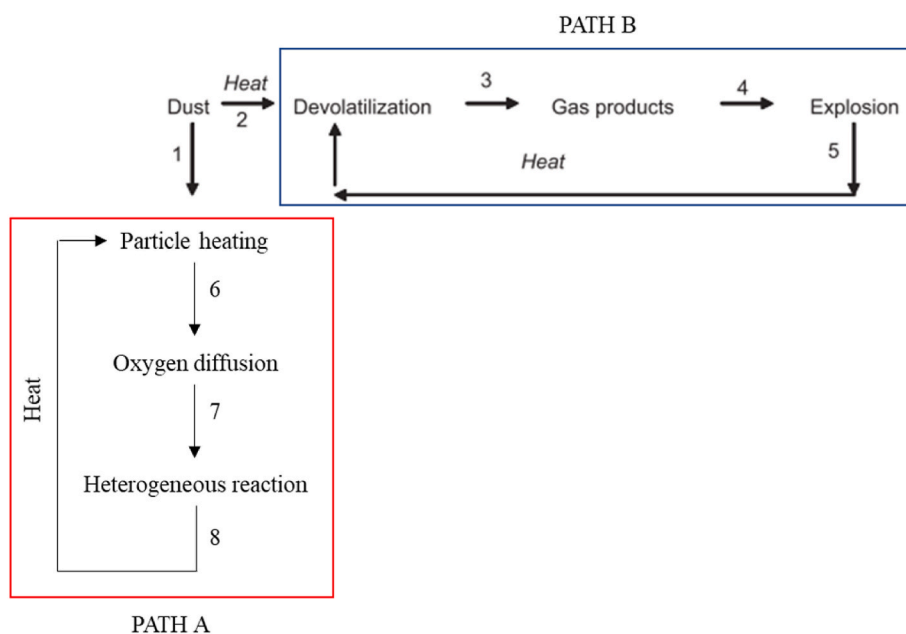 PATH B
Heat
3
4
Dust
Devolatilization
Gas products
Explosion
2
1
5
Heat
Particle heating
6
Oxygen diffusion
Heat
7
Heterogeneous reaction
8
PATH A